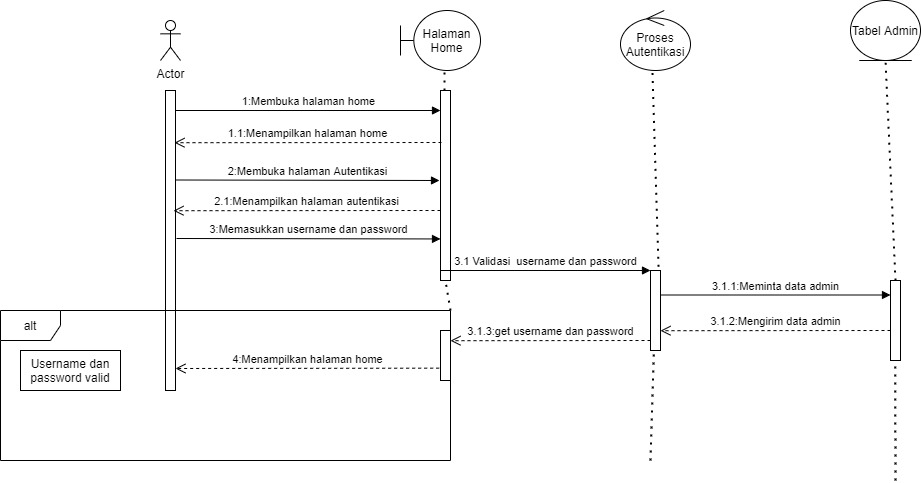 Halaman
Home
Proses
Autentikasi
Tabel Admin
Actor
1:Membuka halaman home
1.1:Menampilkan halaman home
2:Membuka halaman Autentikasi
2.1:Menampilkan halaman autentikasi
3:Memasukkan username dan password
3.1 Validasi username dan password
3.1.1:Meminta data admin
3.1.2:Mengirim data admin
alt
3.1.3:get username dan password
4:Menampilkan halaman home
Username dan
password valid